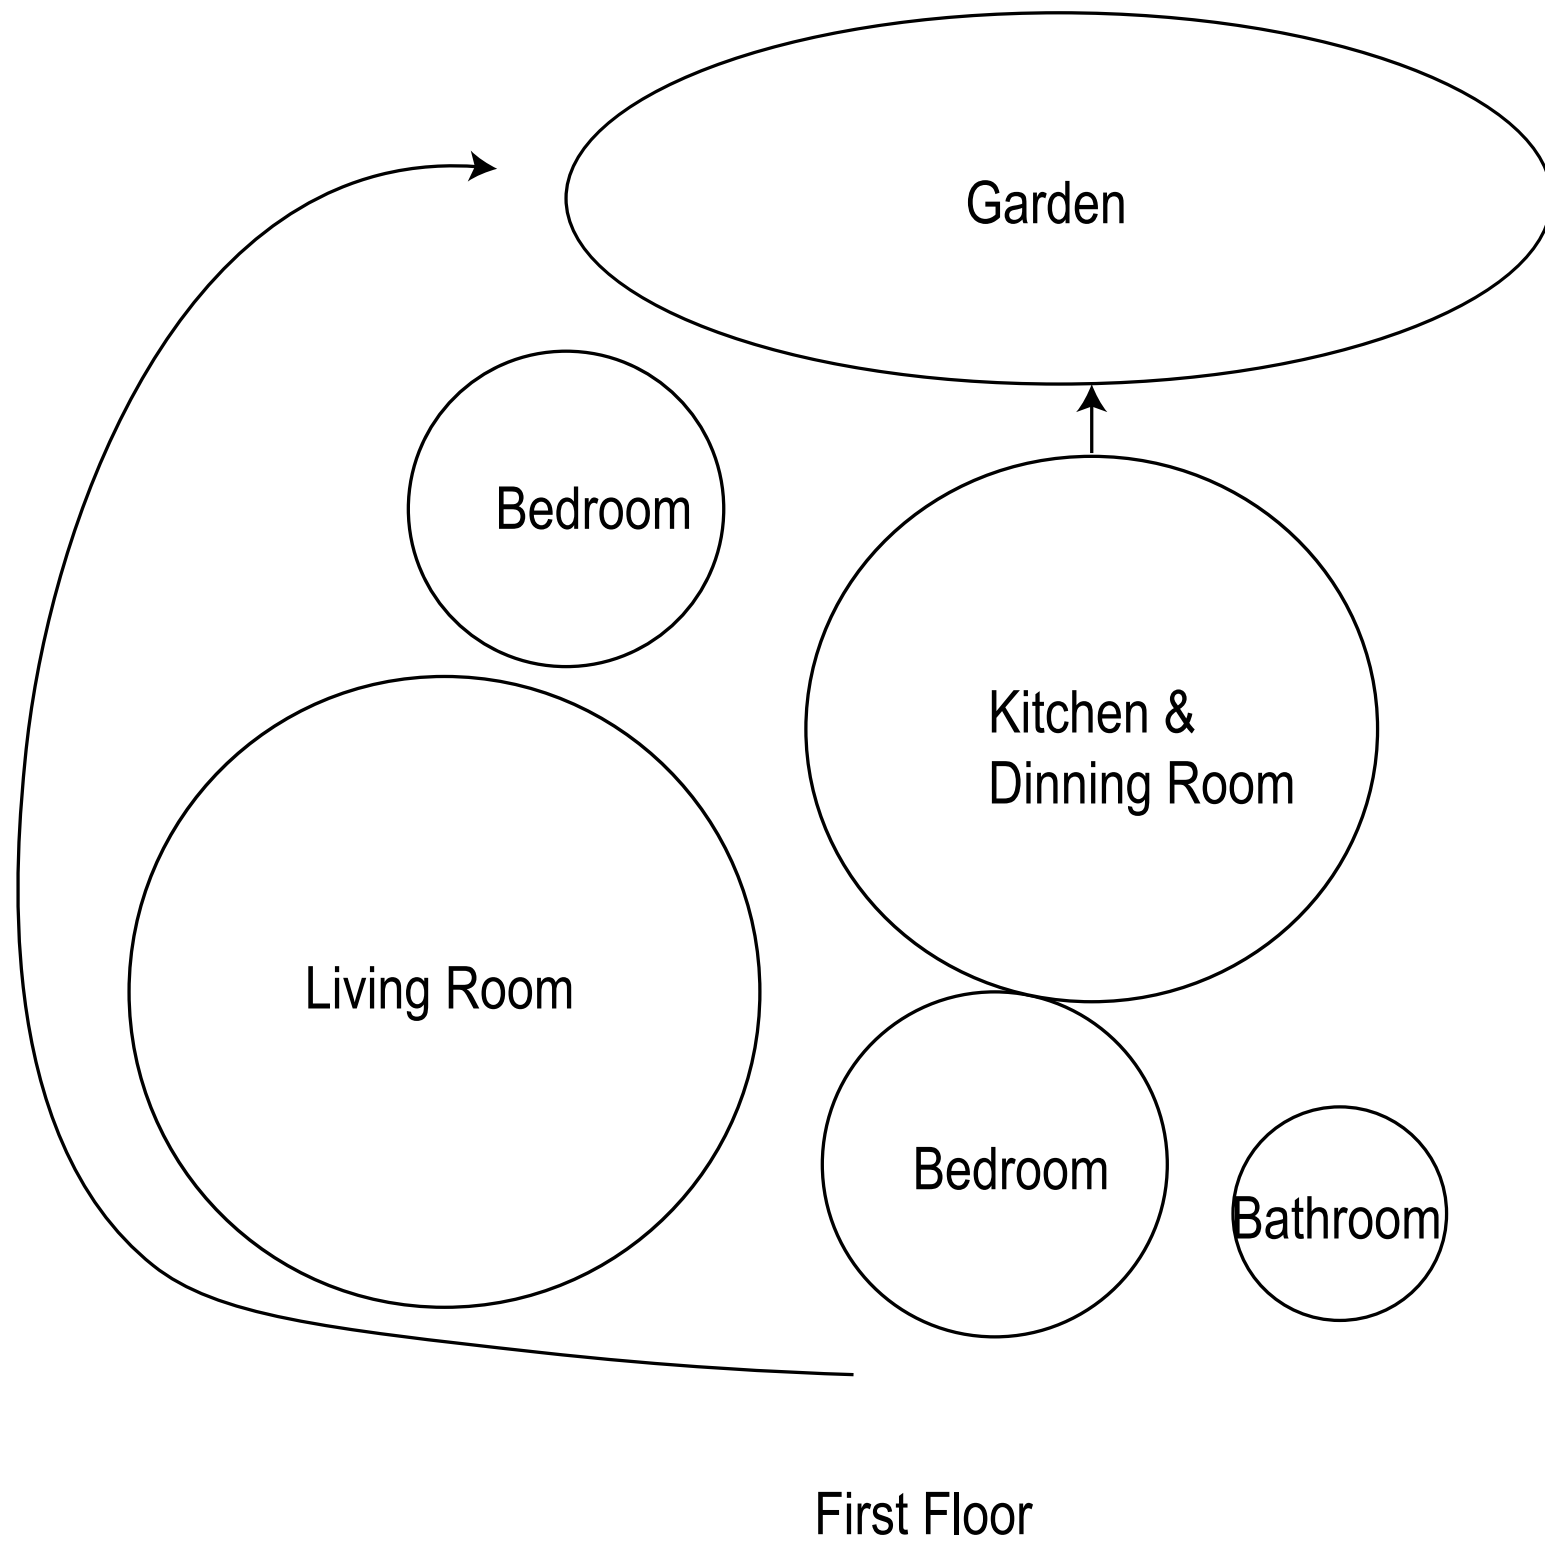 Garden
Bedroom
Kitchen &
Dinning Room
Living Room
Bedroom
Bathroom
First Floor